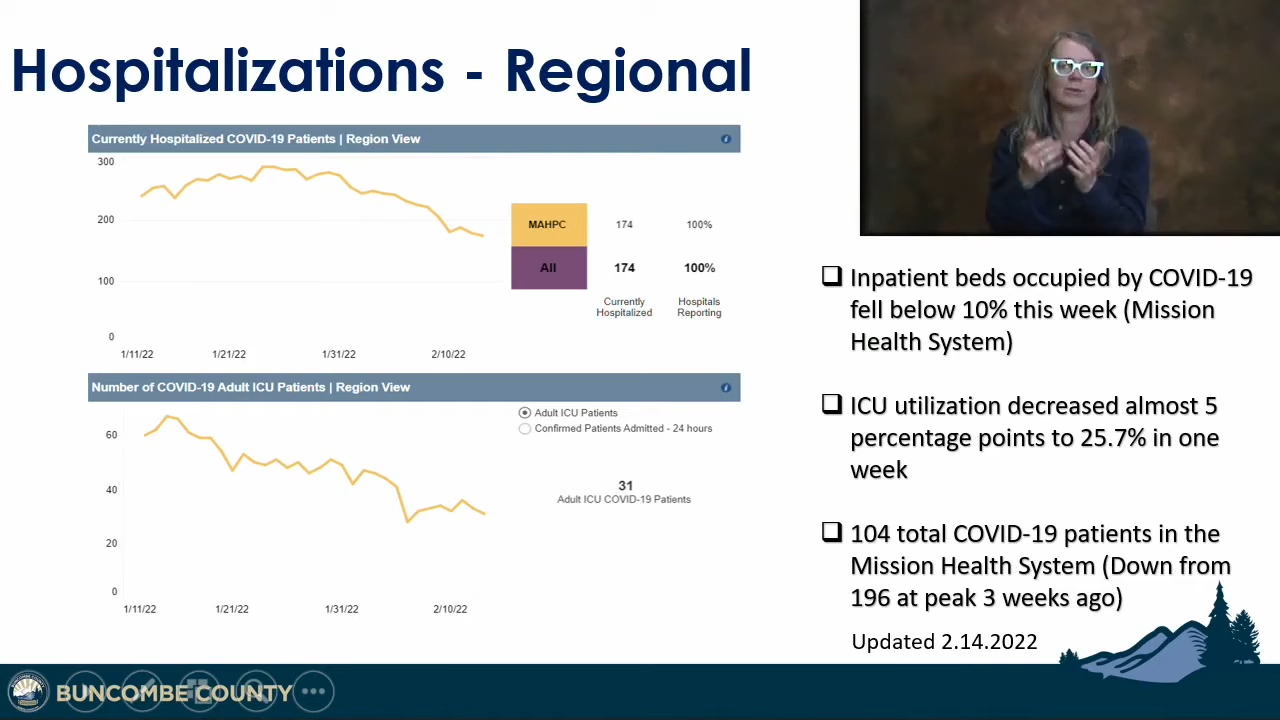 Hospitalizations - Regional
Currently Hospitalized COVID-19 Patients | Region View
i
300
200
100
0
1/11/22
1/21/22
1/31/22
2/10/22
MAHPC
174
100%
All
174
100%
Currently
Hospitalized
Hospitals
Reporting
Number of COVID-19 Adult ICU Patients | Region View
i
60
40
20
0
1/11/22
1/21/22
1/31/22
2/10/22
Adult ICU Patients
Confirmed Patients Admitted - 24 hours
31
Adult ICU COVID-19 Patients
Inpatient beds occupied by COVID-19
fell below 10% this week (Mission
Health System)
ICU utilization decreased almost 5
percentage points to 25.7% in one
week
104 total COVID-19 patients in the
Mission Health System (Down from
196 at peak 3 weeks ago)
Updated 2.14.2022
BUNCOMBE COUNTY